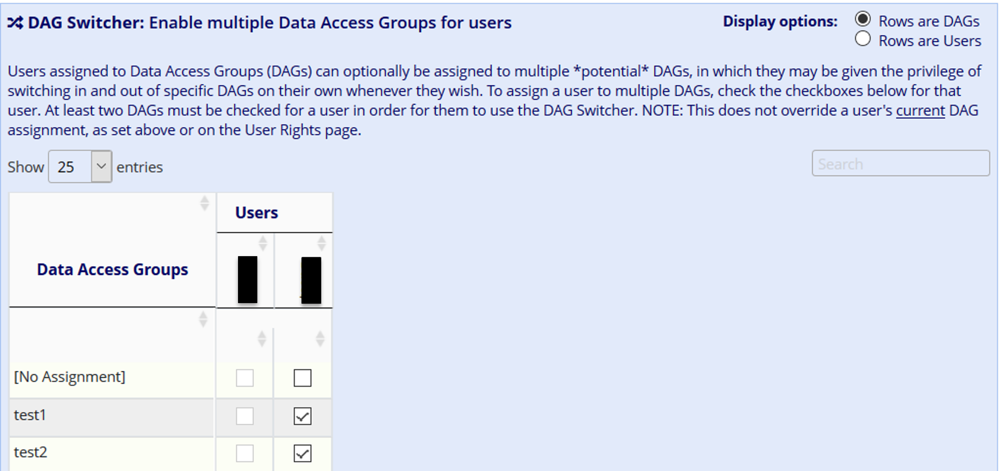 DAG Switcher: Enable multiple Data Access Groups for users
Display options:
Rows are DAGs
Rows are Users
Users assigned to Data Access Groups (DAGs) can optionally be assigned to multiple *potential* DAGs, in which they may be given the privilege of
switching in and out of specific DAGs on their own whenever they wish. To assign a user to multiple DAGs, check the checkboxes below for that
user. At least two DAGs must be checked for a user in order for them to use the DAG Switcher. NOTE: This does not override a user's current DAG
assignment, as set above or on the User Rights page.
Show 25 entries
Search
Users
Data Access Groups
[No Assignment]
test1
test2